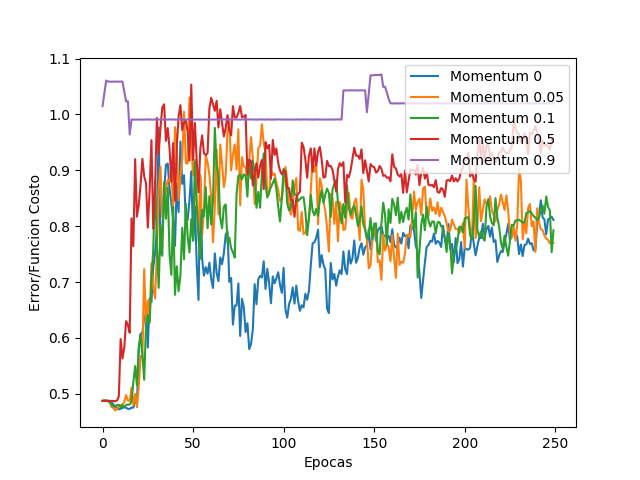 1.1
1.0
0.9
0.8
0.7
0.6
0.5
Error/Funcion Costo
Momentum 0
Momentum 0.05
Momentum 0.1
Momentum 0.5
Momentum 0.9
0 50 100 150 200 250
Epocas